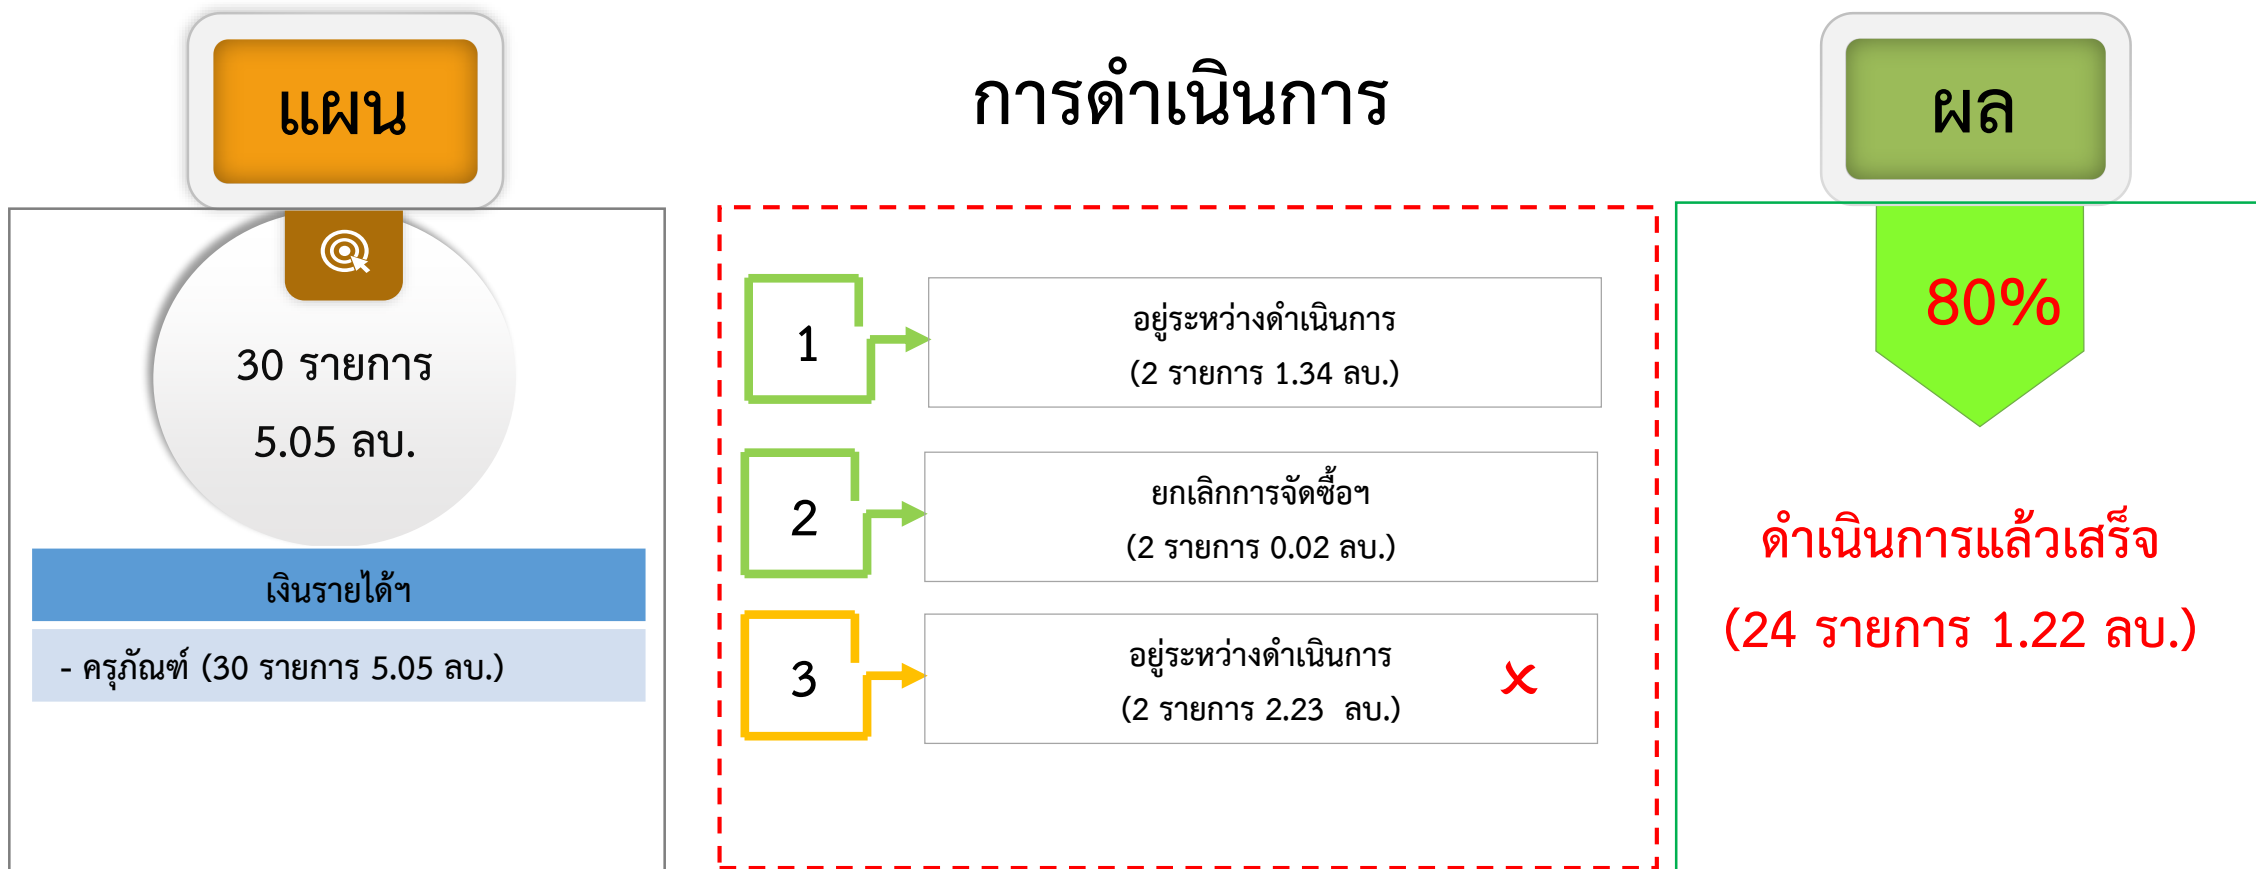 แผน
30 รายการ
5.05 ลบ.
เงินรายได้ฯ
- ครุภัณฑ์ (30 รายการ 5.05 ลบ.)
การดำเนินการ
1
อยู่ระหว่างดำเนินการ
(2 รายการ 1.34 ลบ.)
2
ยกเลิกการจัดซื้อฯ
(2 รายการ 0.02 ลบ.)
3
อยู่ระหว่างดำเนินการ
(2 รายการ 2.23 ลบ.)
ผล
80%
ดำเนินการแล้วเสร็จ
(24 รายการ 1.22 ลบ.)